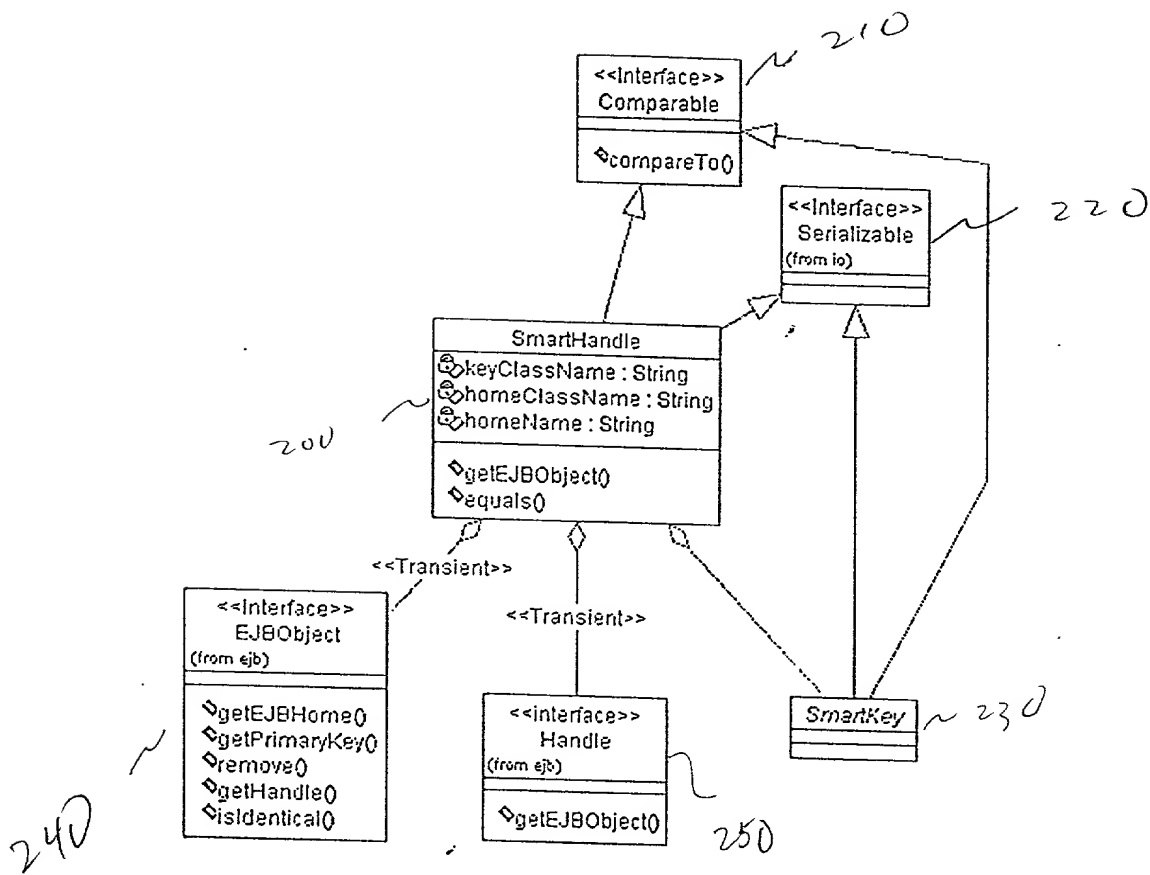 210
<<Interface>>
Comparable
compareTo()
<<Interface>>
Serializable
(from io)
220
SmartHandle
keyClassName : String
homeClassName : String
homeName : String
getEJBObject()
equals()
200
<<Transient>>
<<Transient>>
<<Interface>>
EJBObject
(from ejb)
getEJBHome()
getPrimaryKey()
remove()
getHandle()
isIdentical()
240
<<interface>>
Handle
(from ejb)
getEJBObject()
250
SmartKey
230